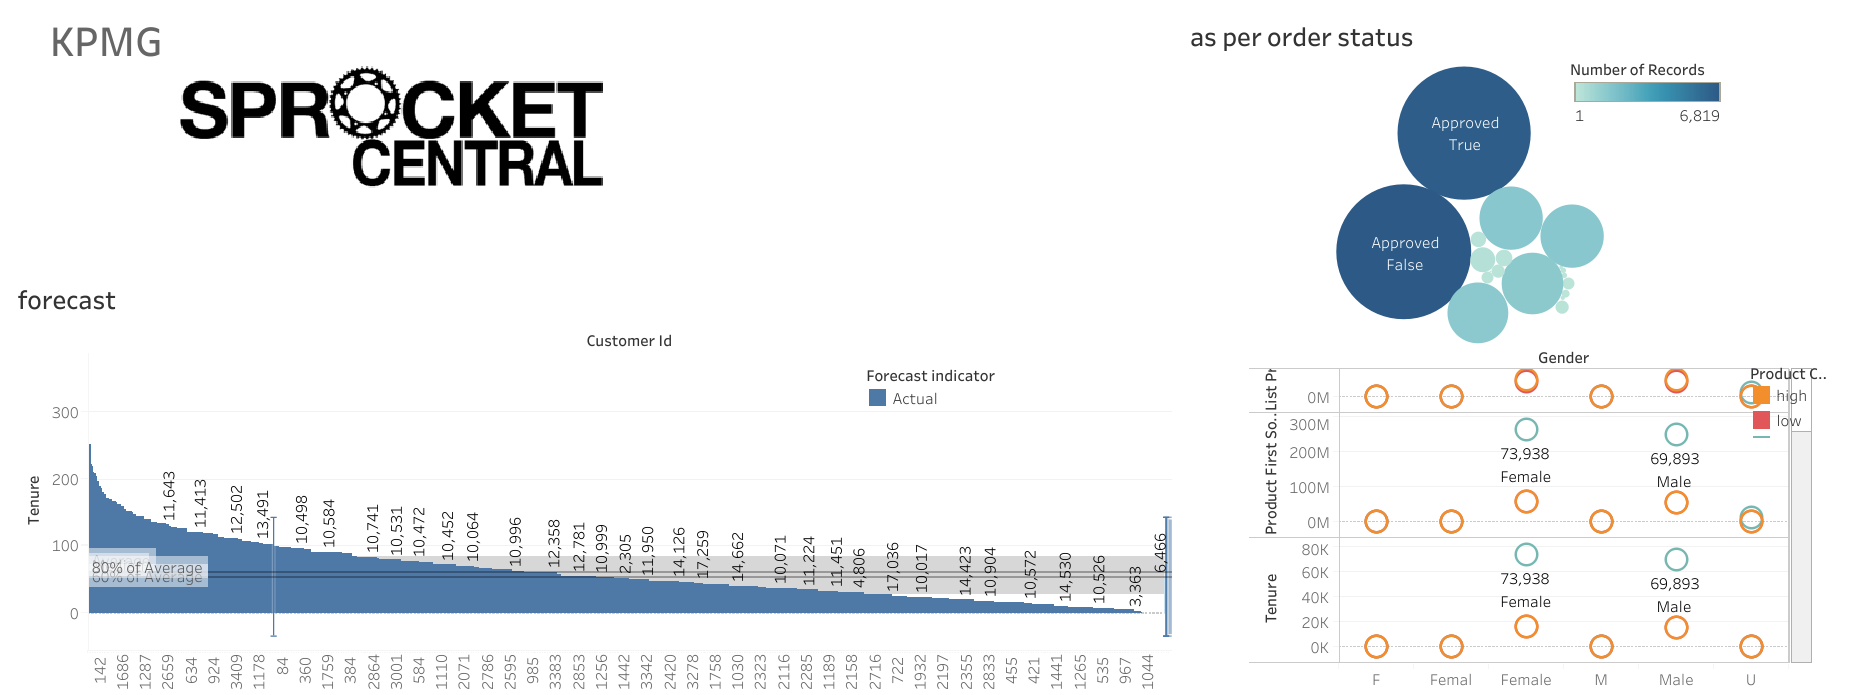 KPMG
SPROCKET
CENTRAL
as per order status
Number of Records
1 6,819
Approved
True
Approved
False
forecast
Customer Id
Forecast indicator
Actual
Tenure
300
200
100
0
80% of Average
11,643
11,413
12,502
13,491
10,498
10,584
10,741
10,531
10,472
10,452
10,064
10,996
12,358
12,781
10,999
2,305
11,950
14,126
17,259
14,662
10,071
11,224
11,451
4,806
17,036
10,017
14,423
10,904
10,572
14,530
10,526
3,363
6,466
142
1686
1287
2659
634
924
3409
1178
84
360
1759
384
2864
3001
584
1110
2071
2786
2595
985
3383
2853
1256
1442
3342
2420
3278
1758
1030
2323
2116
2285
1189
2158
2716
722
1932
2197
2355
2833
455
421
1441
1265
535
967
1044
Gender
Product C..
high
low
List Pr
0M
Product First So..
300M
200M
100M
0M
73,938
Female
69,893
Male
Tenure
80K
60K
40K
20K
0K
73,938
Female
69,893
Male
F Femal Female M Male U